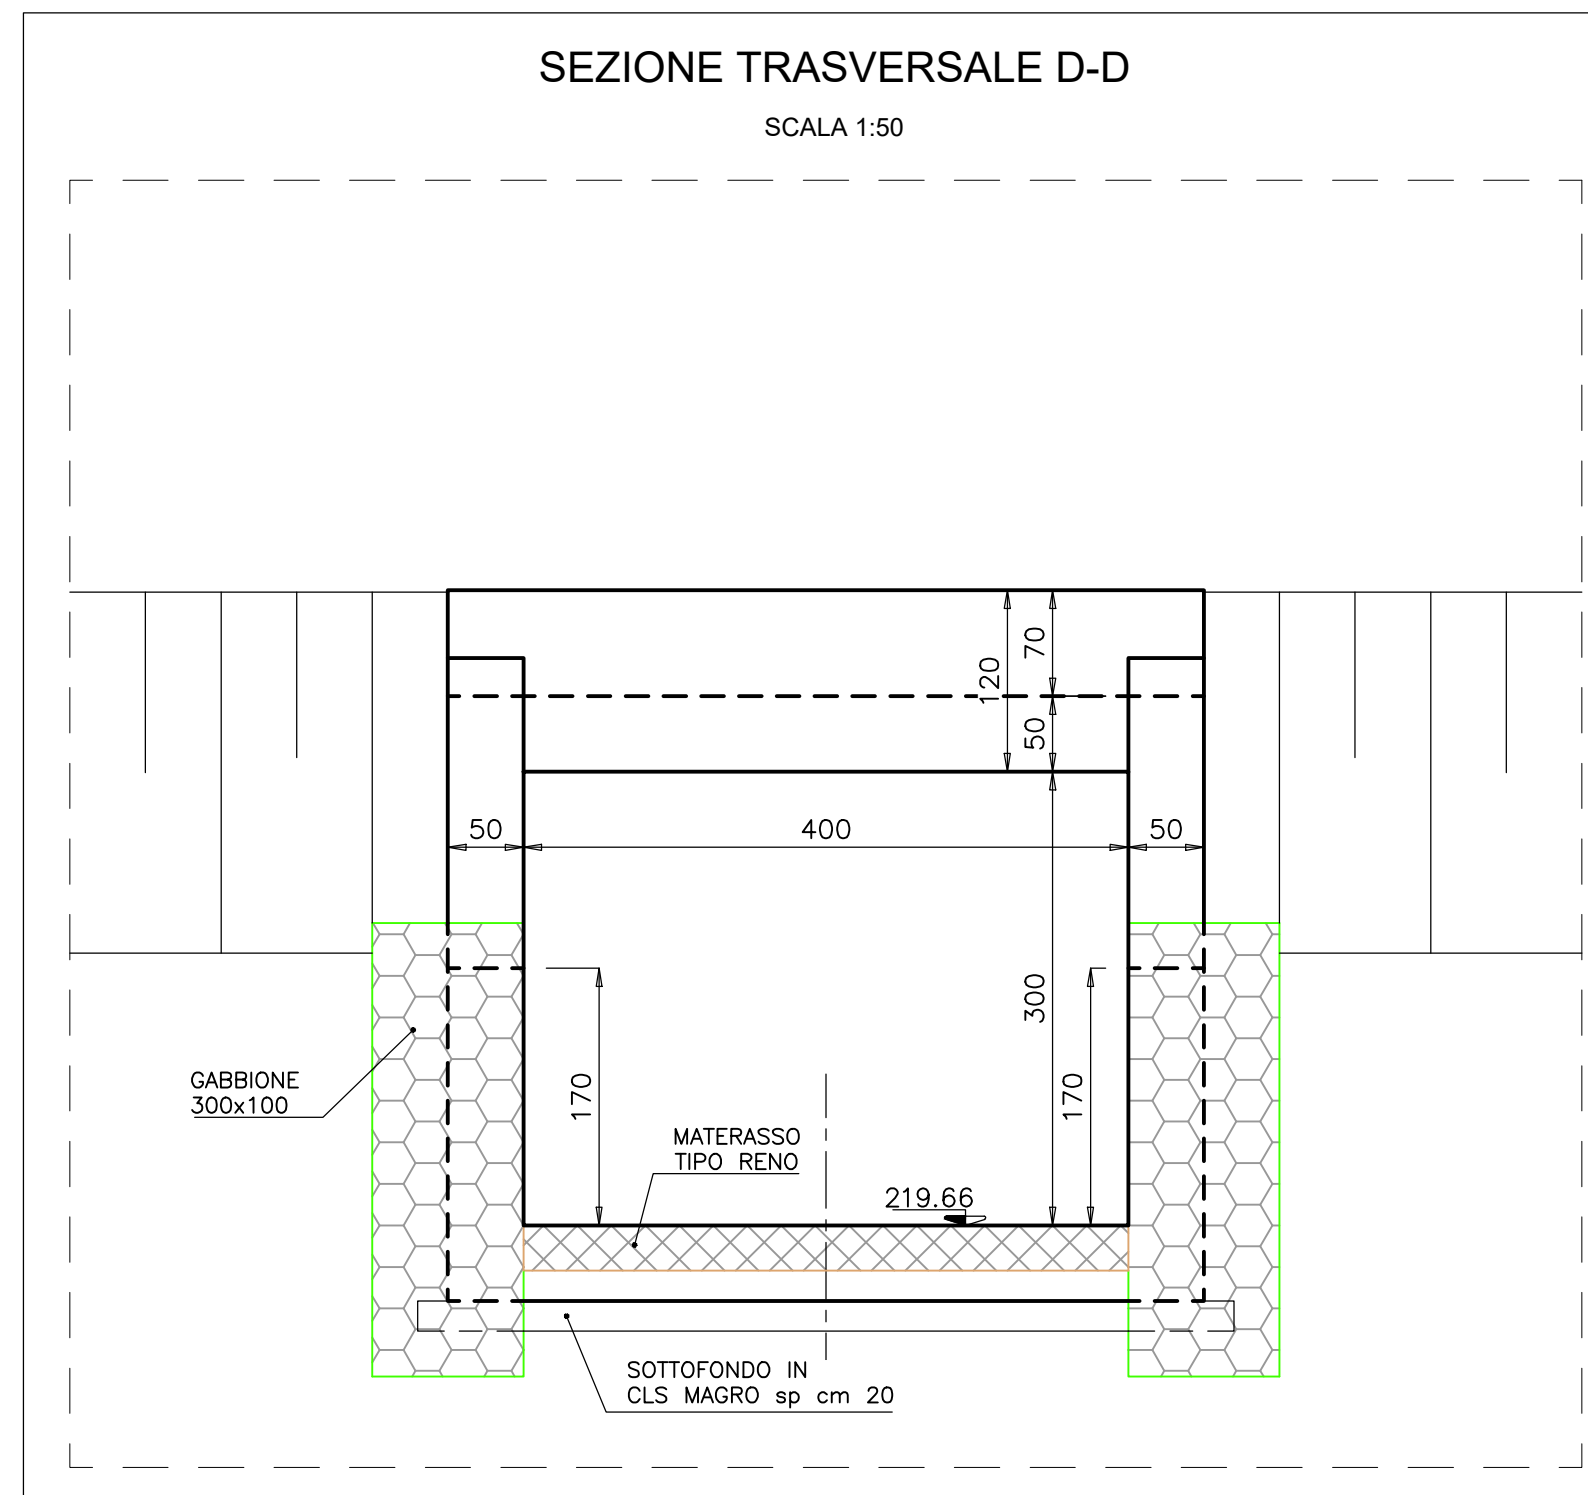 SEZIONE TRASVERSALE D-D
SCALA 1:50
70
120
50
50
400
50
300
170
170
GABBIONE
300x100
MATERASSO
TIPO RENO
219.66
SOTTOFONDO IN
CLS MAGRO sp cm 20